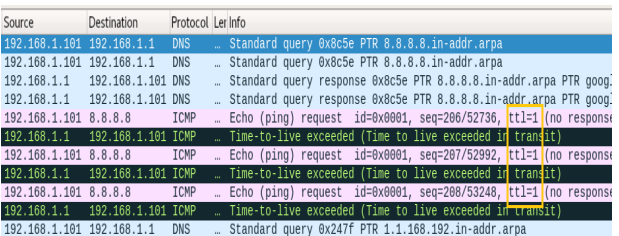 Source Destination Protocol Ler Info
192.168.1.101 192.168.1.1 DNS … Standard query 0x8c5e PTR 8.8.8.8.in-addr.arpa
192.168.1.101 192.168.1.1 DNS … Standard query 0x8c5e PTR 8.8.8.8.in-addr.arpa
192.168.1.1 192.168.1.101 DNS … Standard query response 0x8c5e PTR 8.8.8.8.in-addr.arpa PTR googl
192.168.1.1 192.168.1.101 DNS … Standard query response 0x8c5e PTR 8.8.8.8.in-addr.arpa PTR googl
192.168.1.101 8.8.8.8 ICMP … Echo (ping) request id=0x0001, seq=206/52736, ttl=1 (no response
192.168.1.1 192.168.1.101 ICMP … Time-to-live exceeded (Time to live exceeded in transit)
192.168.1.101 8.8.8.8 ICMP … Echo (ping) request id=0x0001, seq=207/52992, ttl=1 (no response
192.168.1.1 192.168.1.101 ICMP … Time-to-live exceeded (Time to live exceeded in transit)
192.168.1.101 8.8.8.8 ICMP … Echo (ping) request id=0x0001, seq=208/53248, ttl=1 (no response
192.168.1.1 192.168.1.101 ICMP … Time-to-live exceeded (Time to live exceeded in transit)
192.168.1.101 192.168.1.1 DNS … Standard query 0x247f PTR 1.1.168.192.in-addr.arpa